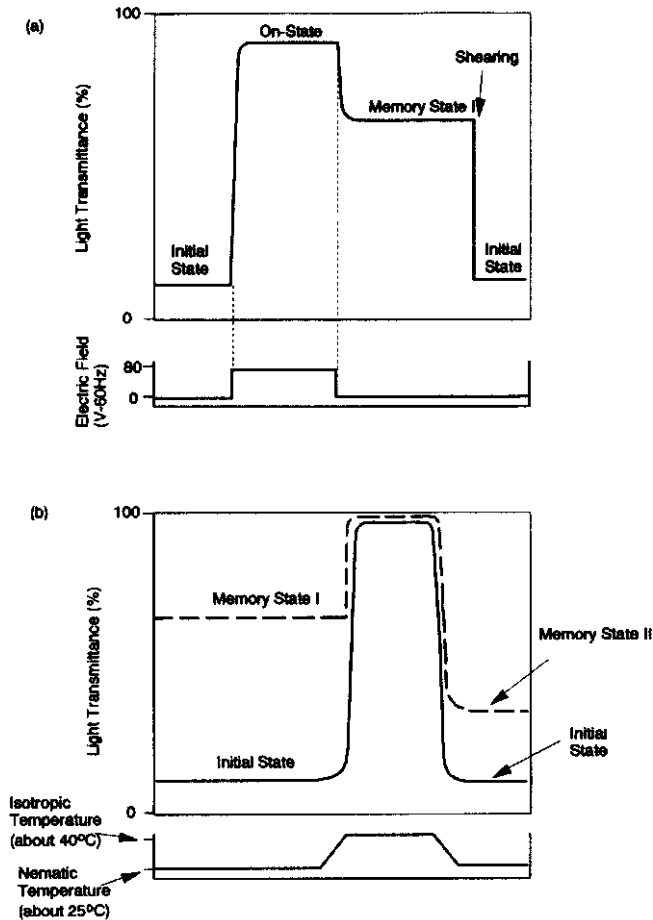 (a)
100
On-State
Shearing
Memory State I
Light Transmittance (%)
Initial
State
Initial
State
0
Electric Field
(V-60Hz)
80
0
(b)
100
Memory State I
Memory State II
Light Transmittance (%)
Initial State
Initial
State
0
Isotropic
Temperature
(about 40°C)
Nematic
Temperature
(about 25°C)